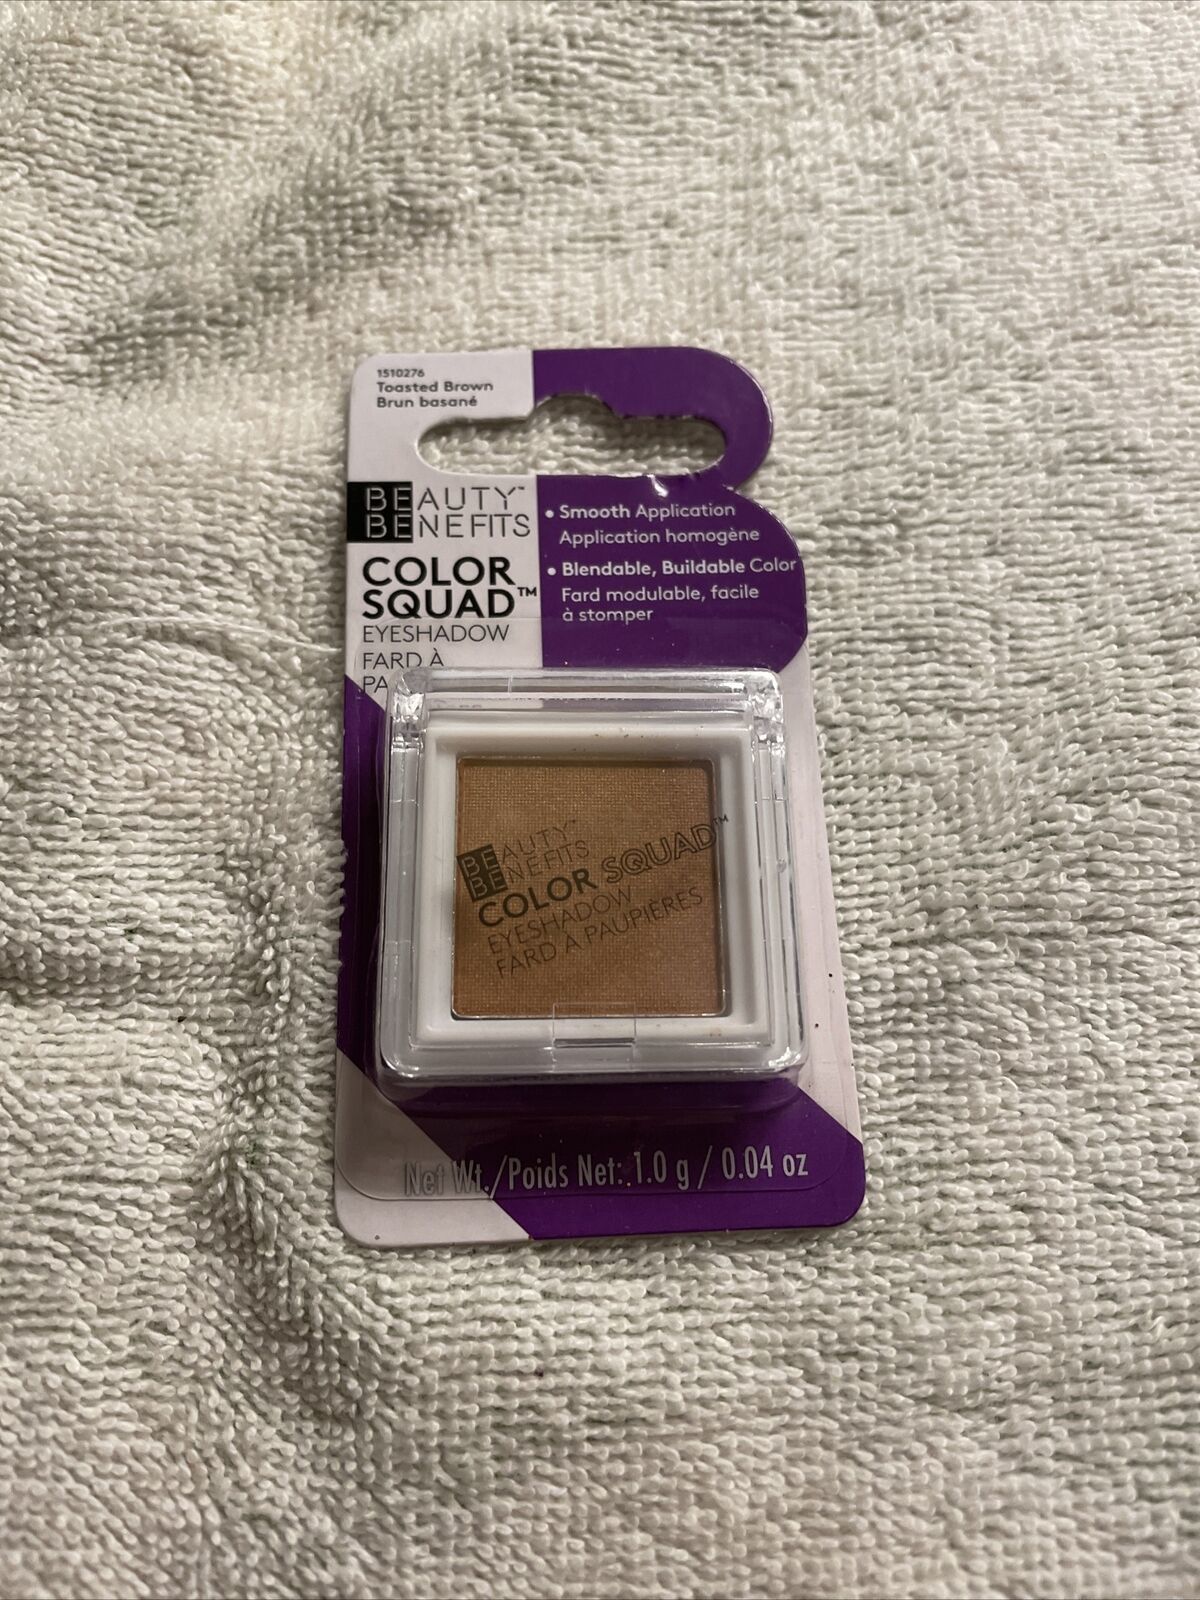 1510276
Toasted Brown
Brun basané
BEAUTY™
BENEFITS
COLOR
SQUAD™
EYESHADOW
FARD À
PA
• Smooth Application
Application homogène
• Blendable, Buildable Color
Fard modulable, facile
à stomper
BEAUTY™
BENEFITS
COLOR SQUAD™
EYESHADOW
FARD À PAUPIÈRES
Net Wt./Poids Net: 1.0 g / 0.04 oz